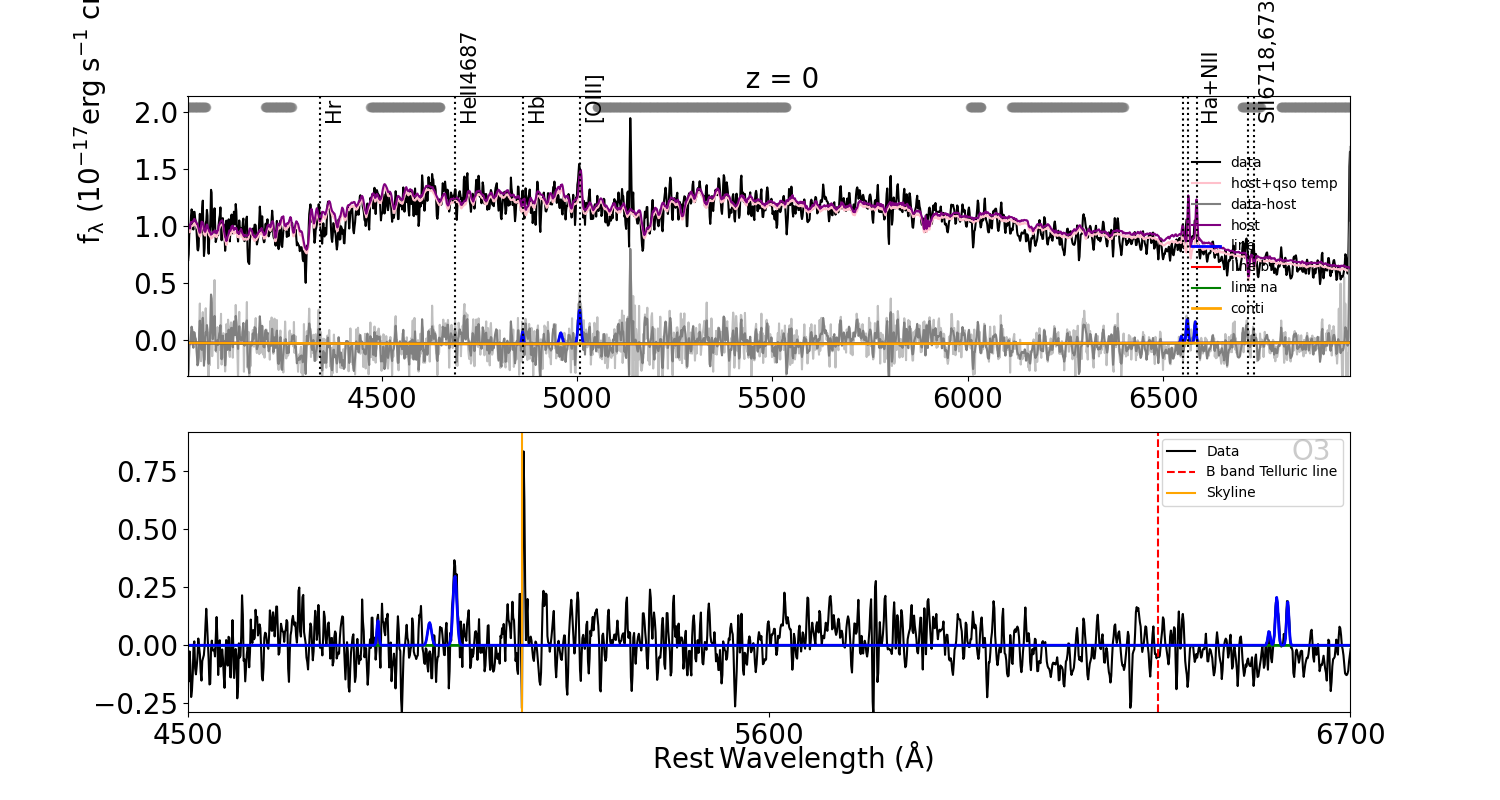 z = 0
Hr
HeII4687
Hb
[OIII]
Ha+NII
SII6718,673
f_λ (10^−17 erg s^−1 c
2.0
1.5
1.0
0.5
0.0
data
host+qso temp
data-host
host
line
line br
line na
conti
4500 5000 5500 6000 6500
0.75
0.50
0.25
0.00
−0.25
O3
Data
B band Telluric line
Skyline
4500 5600 6700
Rest Wavelength (Å)